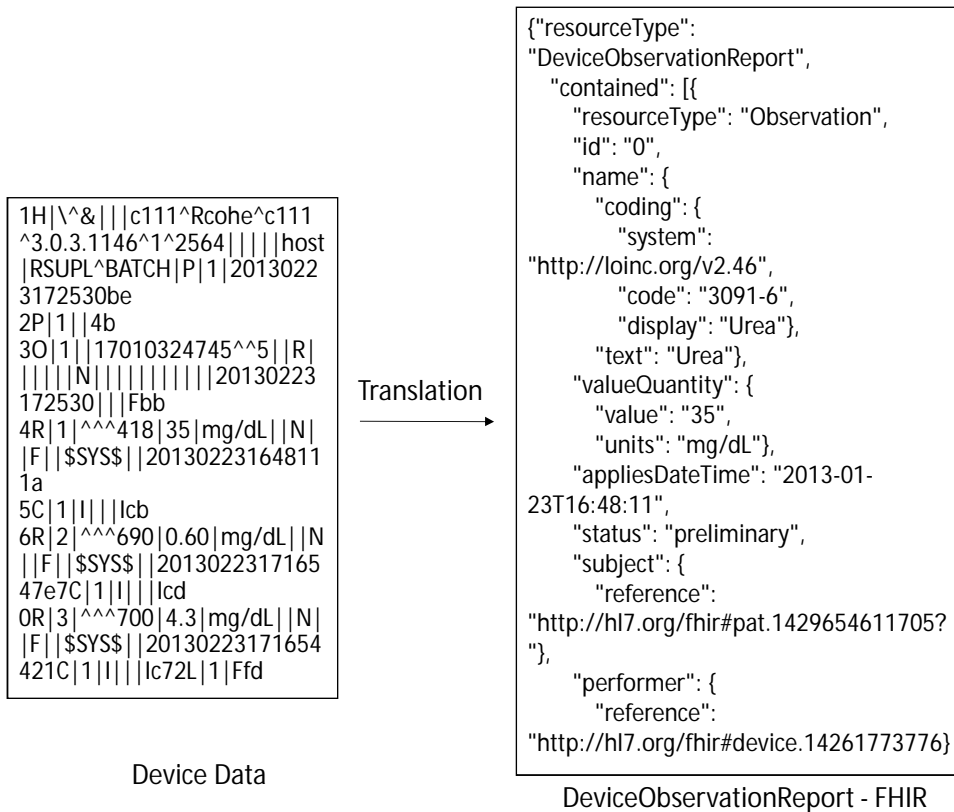 1H|\^&|||c111^Rcohe^c111
^3.0.3.1146^1^2564|||||host
|RSUPL^BATCH|P|1|2013022
3172530be
2P|1||4b
3O|1||17010324745^^5||R|
|||||N|||||||||||20130223
172530|||Fbb
4R|1|^^^418|35|mg/dL||N|
|F||$SYS$||20130223164811
1a
5C|1|I|||Icb
6R|2|^^^690|0.60|mg/dL||N
||F||$SYS$||2013022317165
47e7C|1|I|||Icd
0R|3|^^^700|4.3|mg/dL||N|
|F||$SYS$||20130223171654
421C|1|I|||Ic72L|1|Ffd
Device Data
Translation
{"resourceType":
"DeviceObservationReport",
"contained": [{
"resourceType": "Observation",
"id": "0",
"name": {
"coding": {
"system":
"http://loinc.org/v2.46",
"code": "3091-6",
"display": "Urea"},
"text": "Urea"},
"valueQuantity": {
"value": "35",
"units": "mg/dL"},
"appliesDateTime": "2013-01-
23T16:48:11",
"status": "preliminary",
"subject": {
"reference":
"http://hl7.org/fhir#pat.1429654611705?
"},
"performer": {
"reference":
"http://hl7.org/fhir#device.14261773776}
DeviceObservationReport - FHIR